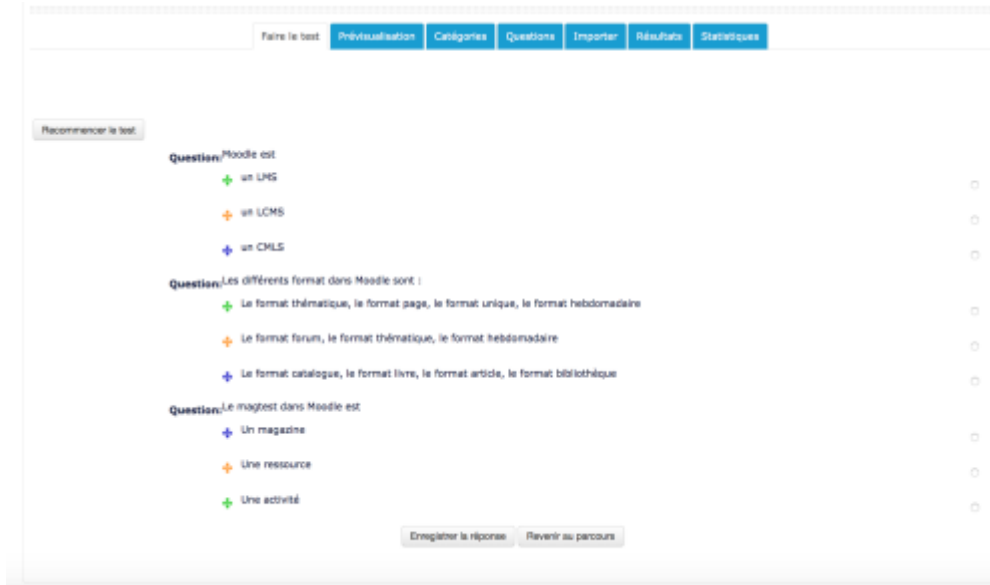 Faire le test Prévisualisation Catégories Questions Importer Résultats Statistiques
Recommencer le test
Question: Moodle est
un LMS
un LCMS
un CMLS
Question: Les différents format dans Moodle sont :
Le format thématique, le format page, le format unique, le format hebdomadaire
Le format forum, le format thématique, le format hebdomadaire
Le format catalogue, le format livre, le format article, le format bibliothèque
Question: Le magtest dans Moodle est
Un magazine
Une ressource
Une activité
Enregistrer la réponse Revenir au parcours